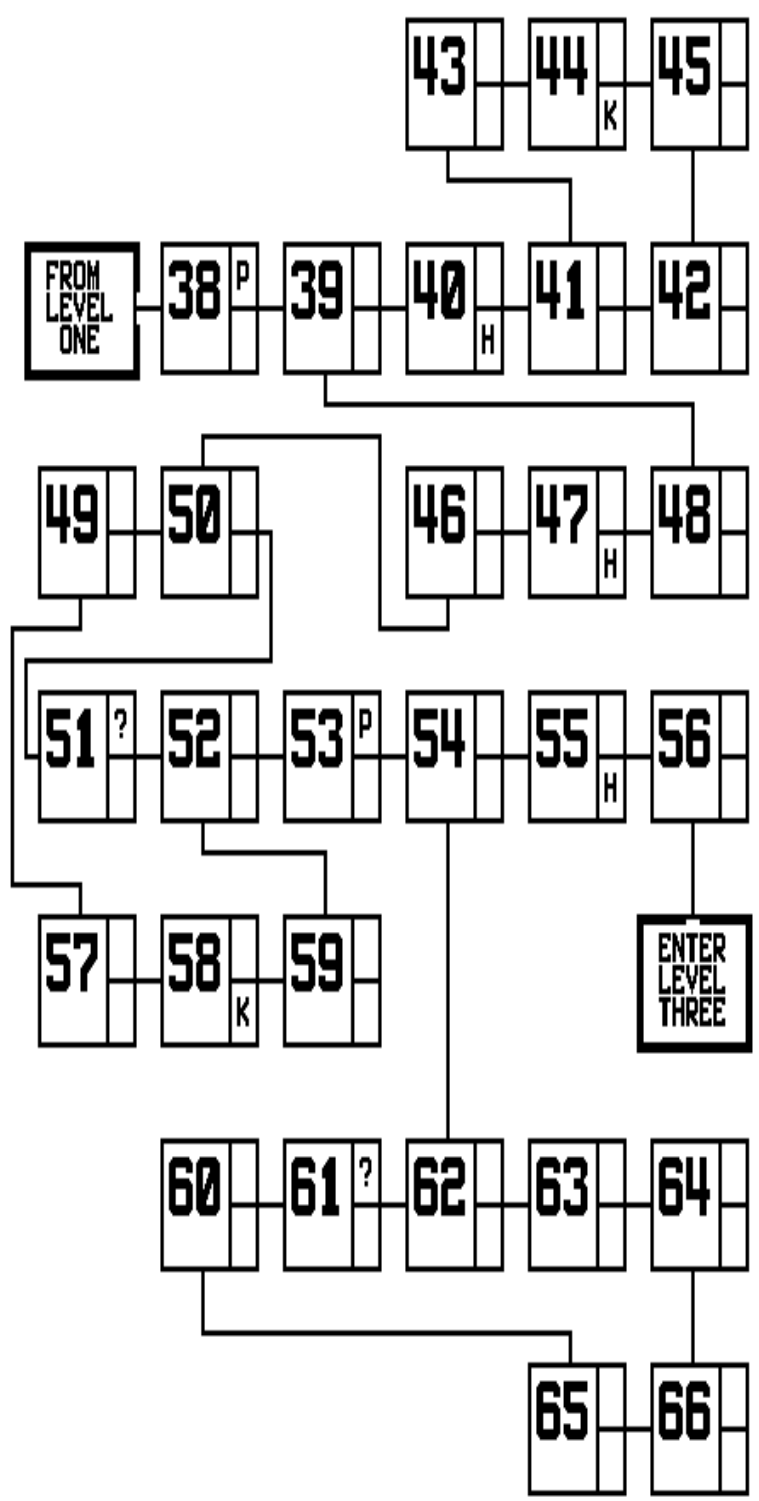 43 44 K 45
FROM
LEVEL
ONE
38 P 39 40 H 41 42
49 50 46 47 H 48
51 ? 52 53 P 54 55 H 56
57 58 K 59
ENTER
LEVEL
THREE
60 61 ? 62 63 64
65 66